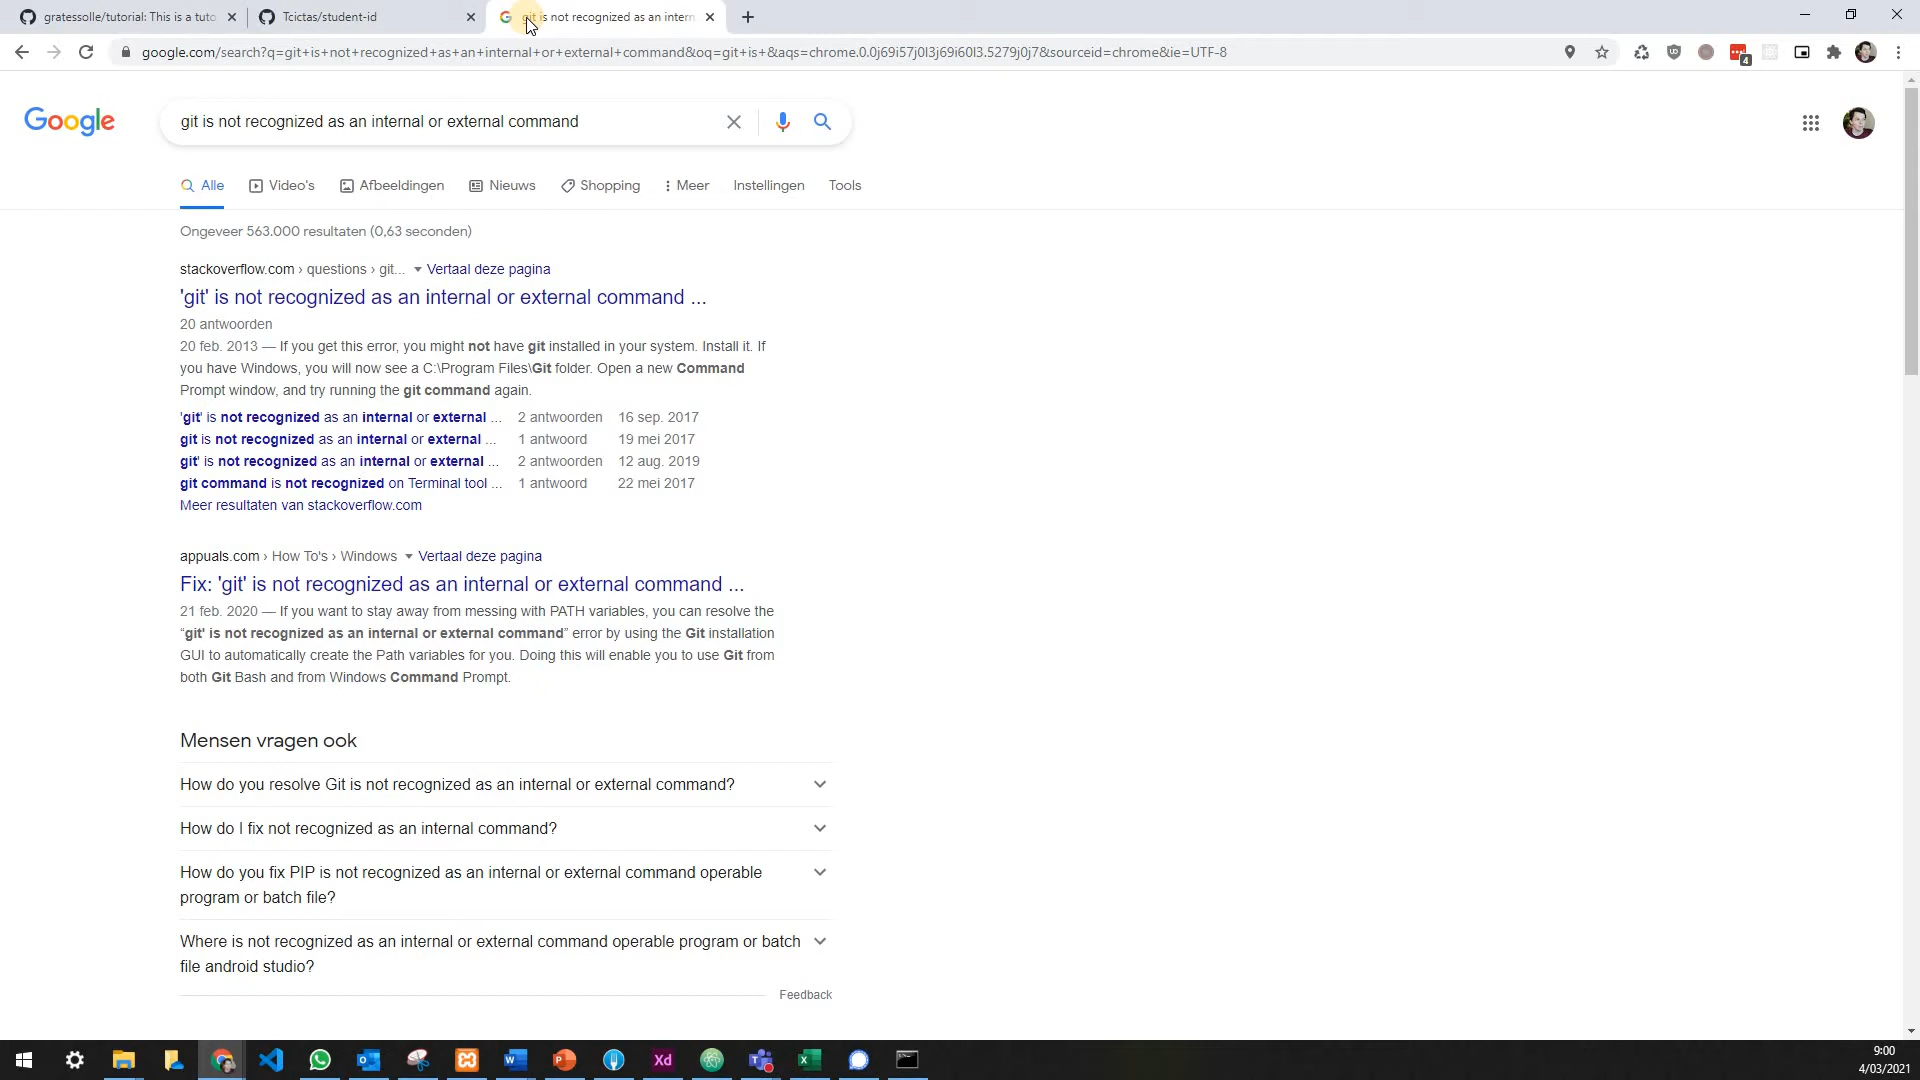 gratessolle/tutorial: This is a tuto
Tcictas/student-id
git is not recognized as an intern
google.com/search?q=git+is+not+recognized+as+an+internal+or+external+command&oq=git+is+&aqs=chrome.0.0j69i57j0l3j69i60l3.5279j0j7&sourceid=chrome&ie=UTF-8
4
Google
git is not recognized as an internal or external command
Alle
Video's
Afbeeldingen
Nieuws
Shopping
Meer
Instellingen
Tools
Ongeveer 563.000 resultaten (0,63 seconden)
stackoverflow.com › questions › git... Vertaal deze pagina
'git' is not recognized as an internal or external command ...
20 antwoorden
20 feb. 2013 — If you get this error, you might not have git installed in your system. Install it. If
you have Windows, you will now see a C:\Program Files\Git folder. Open a new Command
Prompt window, and try running the git command again.
'git' is not recognized as an internal or external ... 2 antwoorden 16 sep. 2017
git is not recognized as an internal or external ... 1 antwoord 19 mei 2017
git' is not recognized as an internal or external ... 2 antwoorden 12 aug. 2019
git command is not recognized on Terminal tool ... 1 antwoord 22 mei 2017
Meer resultaten van stackoverflow.com
appuals.com › How To's › Windows Vertaal deze pagina
Fix: 'git' is not recognized as an internal or external command ...
21 feb. 2020 — If you want to stay away from messing with PATH variables, you can resolve the
“git' is not recognized as an internal or external command” error by using the Git installation
GUI to automatically create the Path variables for you. Doing this will enable you to use Git from
both Git Bash and from Windows Command Prompt.
Mensen vragen ook
How do you resolve Git is not recognized as an internal or external command?
How do I fix not recognized as an internal command?
How do you fix PIP is not recognized as an internal or external command operable
program or batch file?
Where is not recognized as an internal or external command operable program or batch
file android studio?
Feedback
Xd
9:00
4/03/2021